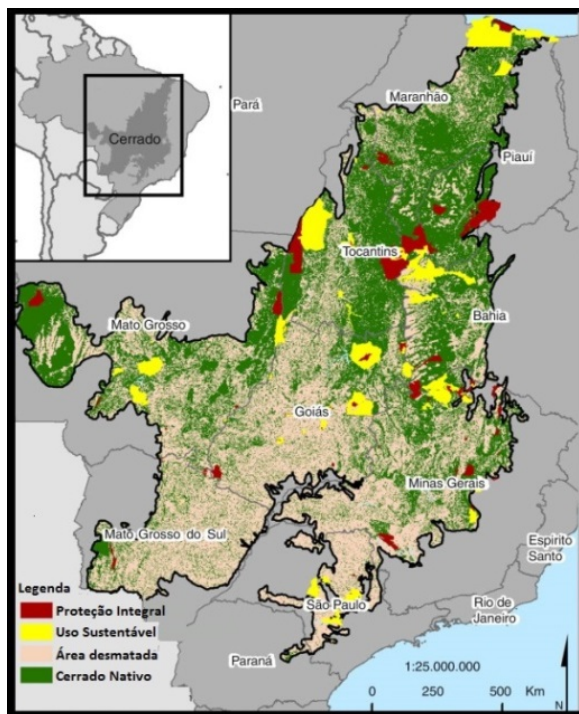 Cerrado
Pará
Maranhão
Piauí
Tocantins
Bahia
Mato Grosso
Goiás
Minas Gerais
Mato Grosso do Sul
Espírito
Santo
Rio de
Janeiro
São Paulo
Paraná
Legenda
Proteção Integral
Uso Sustentável
Área desmatada
Cerrado Nativo
1:25.000.000
0 250 500 Km
N